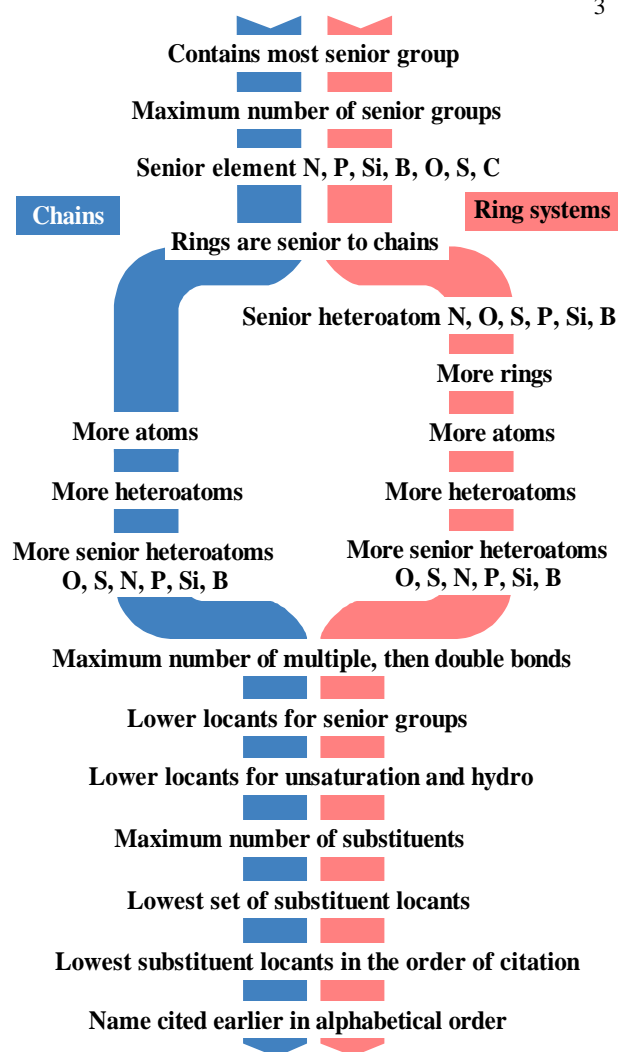 3
Contains most senior group
Maximum number of senior groups
Senior element N, P, Si, B, O, S, C
Chains
Ring systems
Rings are senior to chains
Senior heteroatom N, O, S, P, Si, B
More rings
More atoms
More atoms
More heteroatoms
More heteroatoms
More senior heteroatoms
O, S, N, P, Si, B
More senior heteroatoms
O, S, N, P, Si, B
Maximum number of multiple, then double bonds
Lower locants for senior groups
Lower locants for unsaturation and hydro
Maximum number of substituents
Lowest set of substituent locants
Lowest substituent locants in the order of citation
Name cited earlier in alphabetical order